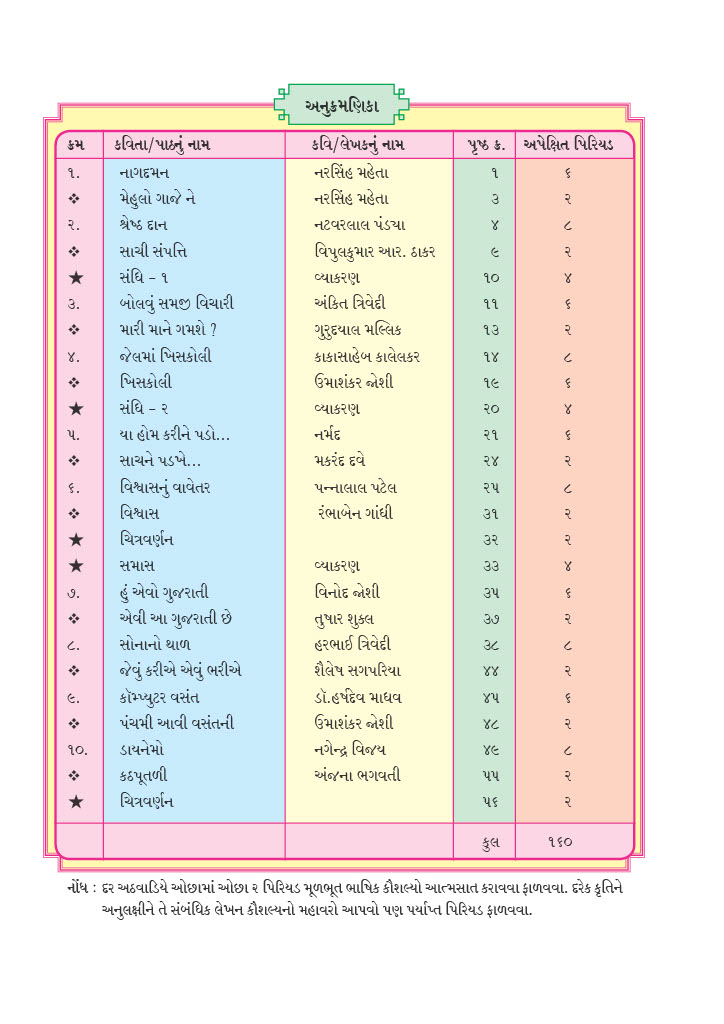 અનુક્રમણિકા
ક્રમ કવિતા/પાઠનું નામ કવિ/લેખકનું નામ પૃષ્ઠ ક્ર. અપેક્ષિત પિરિયડ
૧. નાગદમન નરસિંહ મહેતા ૧ ૬
❖ મેહુલો ગાજે ને નરસિંહ મહેતા ૩ ૨
૨. શ્રેષ્ઠ દાન નટવરલાલ પંડયા ૪ ૮
❖ સાચી સંપત્તિ વિપુલકુમાર આર. ઠાકર ૯ ૨
★ સંધિ – ૧ વ્યાકરણ ૧૦ ૪
૩. બોલવું સમજી વિચારી અંકિત ત્રિવેદી ૧૧ ૬
❖ મારી માને ગમશે ? ગુરુદયાલ મલ્લિક ૧૩ ૨
૪. જેલમાં ખિસકોલી કાકાસાહેબ કાલેલકર ૧૪ ૮
❖ ખિસકોલી ઉમાશંકર જોશી ૧૯ ૬
★ સંધિ – ૨ વ્યાકરણ ૨૦ ૪
૫. યા હોમ કરીને પડો... નર્મદ ૨૧ ૬
❖ સાચને પડખે... મકરંદ દવે ૨૪ ૨
૬. વિશ્વાસનું વાવેતર પન્નાલાલ પટેલ ૨૫ ૮
❖ વિશ્વાસ રંભાબેન ગાંધી ૩૧ ૨
★ ચિત્રવર્ણન ૩૨ ૨
★ સમાસ વ્યાકરણ ૩૩ ૪
૭. હું એવો ગુજરાતી વિનોદ જોશી ૩૫ ૬
❖ એવી આ ગુજરાતી છે તુષાર શુક્લ ૩૭ ૨
૮. સોનાનો થાળ હરભાઈ ત્રિવેદી ૩૮ ૮
❖ જેવું કરીએ એવું ભરીએ શૈલેષ સગપરિયા ૪૪ ૨
૯. કૉમ્પ્યુટર વસંત ડૉ.હર્ષદેવ માધવ ૪૫ ૬
❖ પંચમી આવી વસંતની ઉમાશંકર જોશી ૪૮ ૨
૧૦. ડાયનેમો નગેન્દ્ર વિજય ૪૯ ૮
❖ કઠપૂતળી અંજના ભગવતી ૫૫ ૨
★ ચિત્રવર્ણન ૫૬ ૨
કુલ ૧૬૦
નોંધ : દર અઠવાડિયે ઓછામાં ઓછા ૨ પિરિયડ મૂળભૂત ભાષિક કૌશલ્યો આત્મસાત કરાવવા ફાળવવા. દરેક કૃતિને
અનુલક્ષીને તે સંબંધિક લેખન કૌશલ્યનો મહાવરો આપવો પણ પર્યાપ્ત પિરિયડ ફાળવવા.